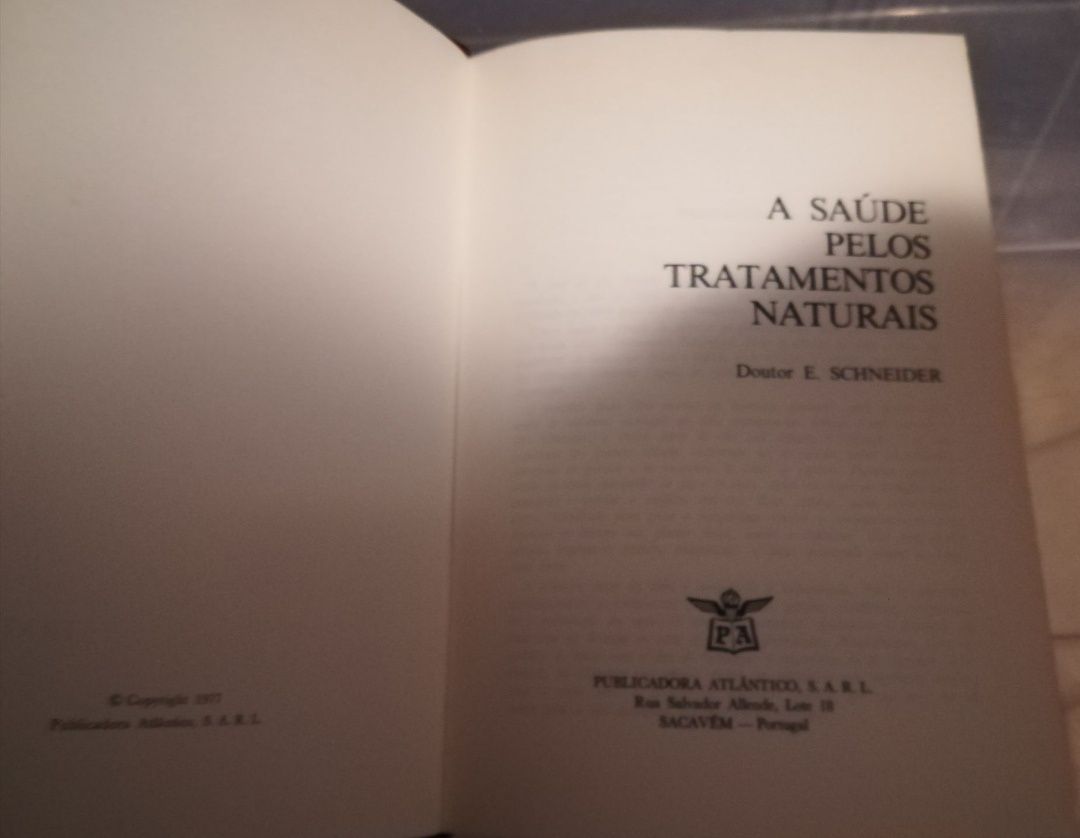 © Copyright 1977
Publicadora Atlântico, S. A. R. L.
A SAÚDE
PELOS
TRATAMENTOS
NATURAIS
Doutor E. SCHNEIDER
P A
PUBLICADORA ATLÂNTICO, S. A. R. L.
Rua Salvador Allende, Lote 18
SACAVÉM — Portugal